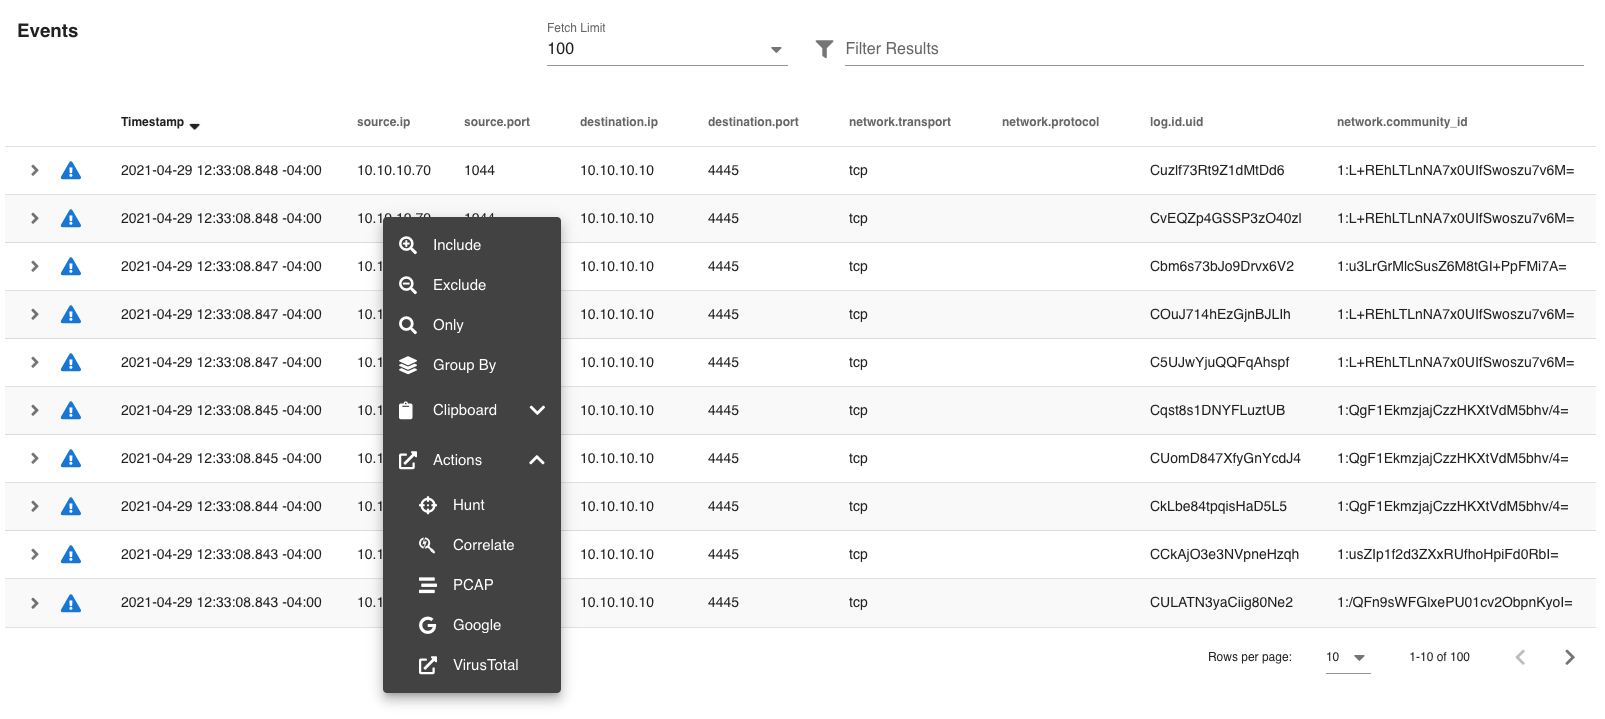 Events
Fetch Limit
100
Filter Results
Timestamp source.ip source.port destination.ip destination.port network.transport network.protocol log.id.uid network.community_id
2021-04-29 12:33:08.848 -04:00 10.10.10.70 1044 10.10.10.10 4445 tcp Cuzlf73Rt9Z1dMtDd6 1:L+REhLTLnNA7x0UIfSwoszu7v6M=
2021-04-29 12:33:08.848 -04:00 10.10.10.70 1044 10.10.10.10 4445 tcp CvEQZp4GSSP3zO40zl 1:L+REhLTLnNA7x0UIfSwoszu7v6M=
2021-04-29 12:33:08.847 -04:00 10.1 10.10.10.10 4445 tcp Cbm6s73bJo9Drvx6V2 1:u3LrGrMlcSusZ6M8tGI+PpFMi7A=
2021-04-29 12:33:08.847 -04:00 10.1 10.10.10.10 4445 tcp COuJ714hEzGjnBJLIh 1:L+REhLTLnNA7x0UIfSwoszu7v6M=
2021-04-29 12:33:08.847 -04:00 10.1 10.10.10.10 4445 tcp C5UJwYjuQQFqAhspf 1:L+REhLTLnNA7x0UIfSwoszu7v6M=
2021-04-29 12:33:08.845 -04:00 10.1 10.10.10.10 4445 tcp Cqst8s1DNYFLuztUB 1:QgF1EkmzjajCzzHKXtVdM5bhv/4=
2021-04-29 12:33:08.845 -04:00 10.1 10.10.10.10 4445 tcp CUomD847XfyGnYcdJ4 1:QgF1EkmzjajCzzHKXtVdM5bhv/4=
2021-04-29 12:33:08.844 -04:00 10.1 10.10.10.10 4445 tcp CkLbe84tpqisHaD5L5 1:QgF1EkmzjajCzzHKXtVdM5bhv/4=
2021-04-29 12:33:08.843 -04:00 10.1 10.10.10.10 4445 tcp CCkAjO3e3NVpneHzqh 1:usZIp1f2d3ZXxRUfhoHpiFd0RbI=
2021-04-29 12:33:08.843 -04:00 10.1 10.10.10.10 4445 tcp CULATN3yaCiig80Ne2 1:/QFn9sWFGlxePU01cv2ObpnKyoI=
Include
Exclude
Only
Group By
Clipboard
Actions
Hunt
Correlate
PCAP
Google
VirusTotal
Rows per page: 10 1-10 of 100